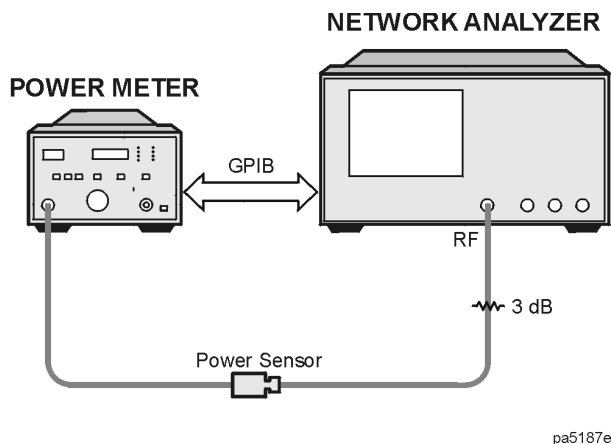 NETWORK ANALYZER
POWER METER
GPIB
RF
3 dB
Power Sensor
pa5187e